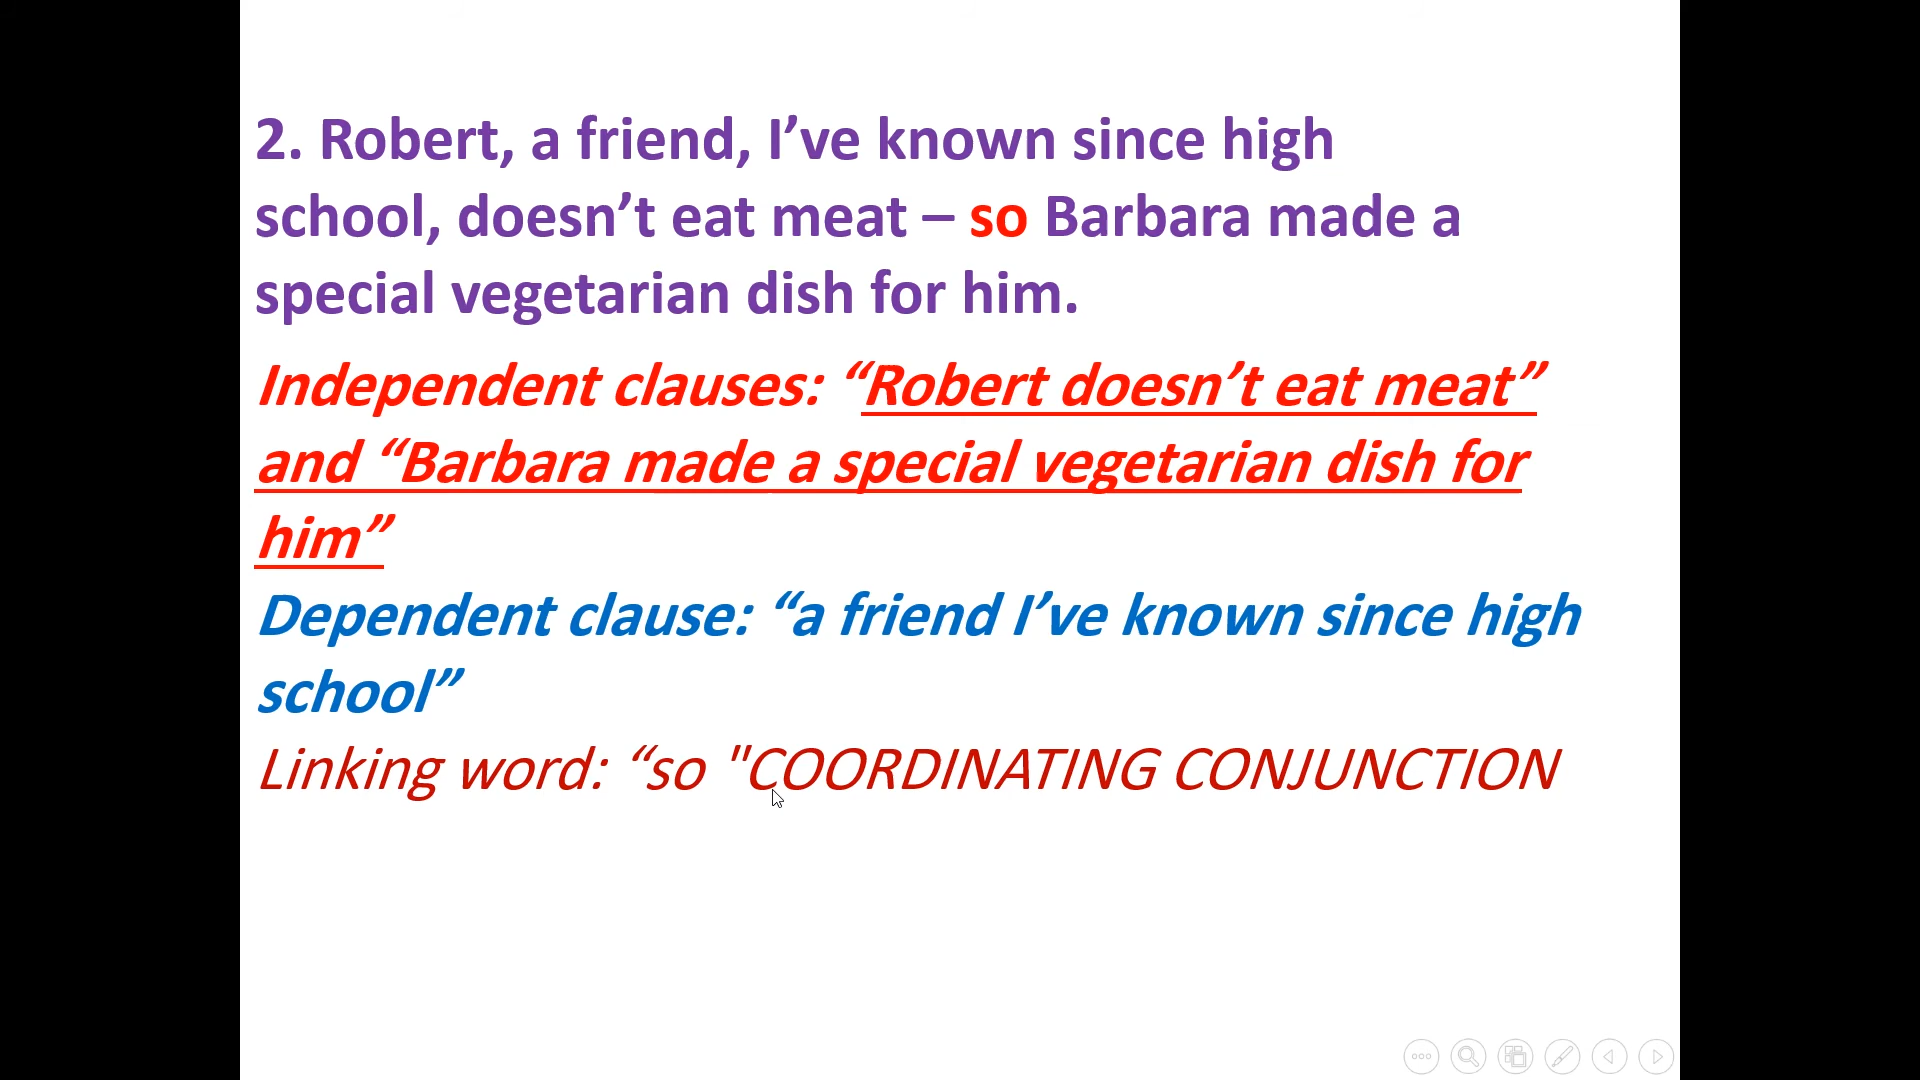 2. Robert, a friend, I’ve known since high
school, doesn’t eat meat – so Barbara made a
special vegetarian dish for him.
Independent clauses: “Robert doesn’t eat meat”
and “Barbara made a special vegetarian dish for
him”
Dependent clause: “a friend I’ve known since high
school”
Linking word: “so "COORDINATING CONJUNCTION